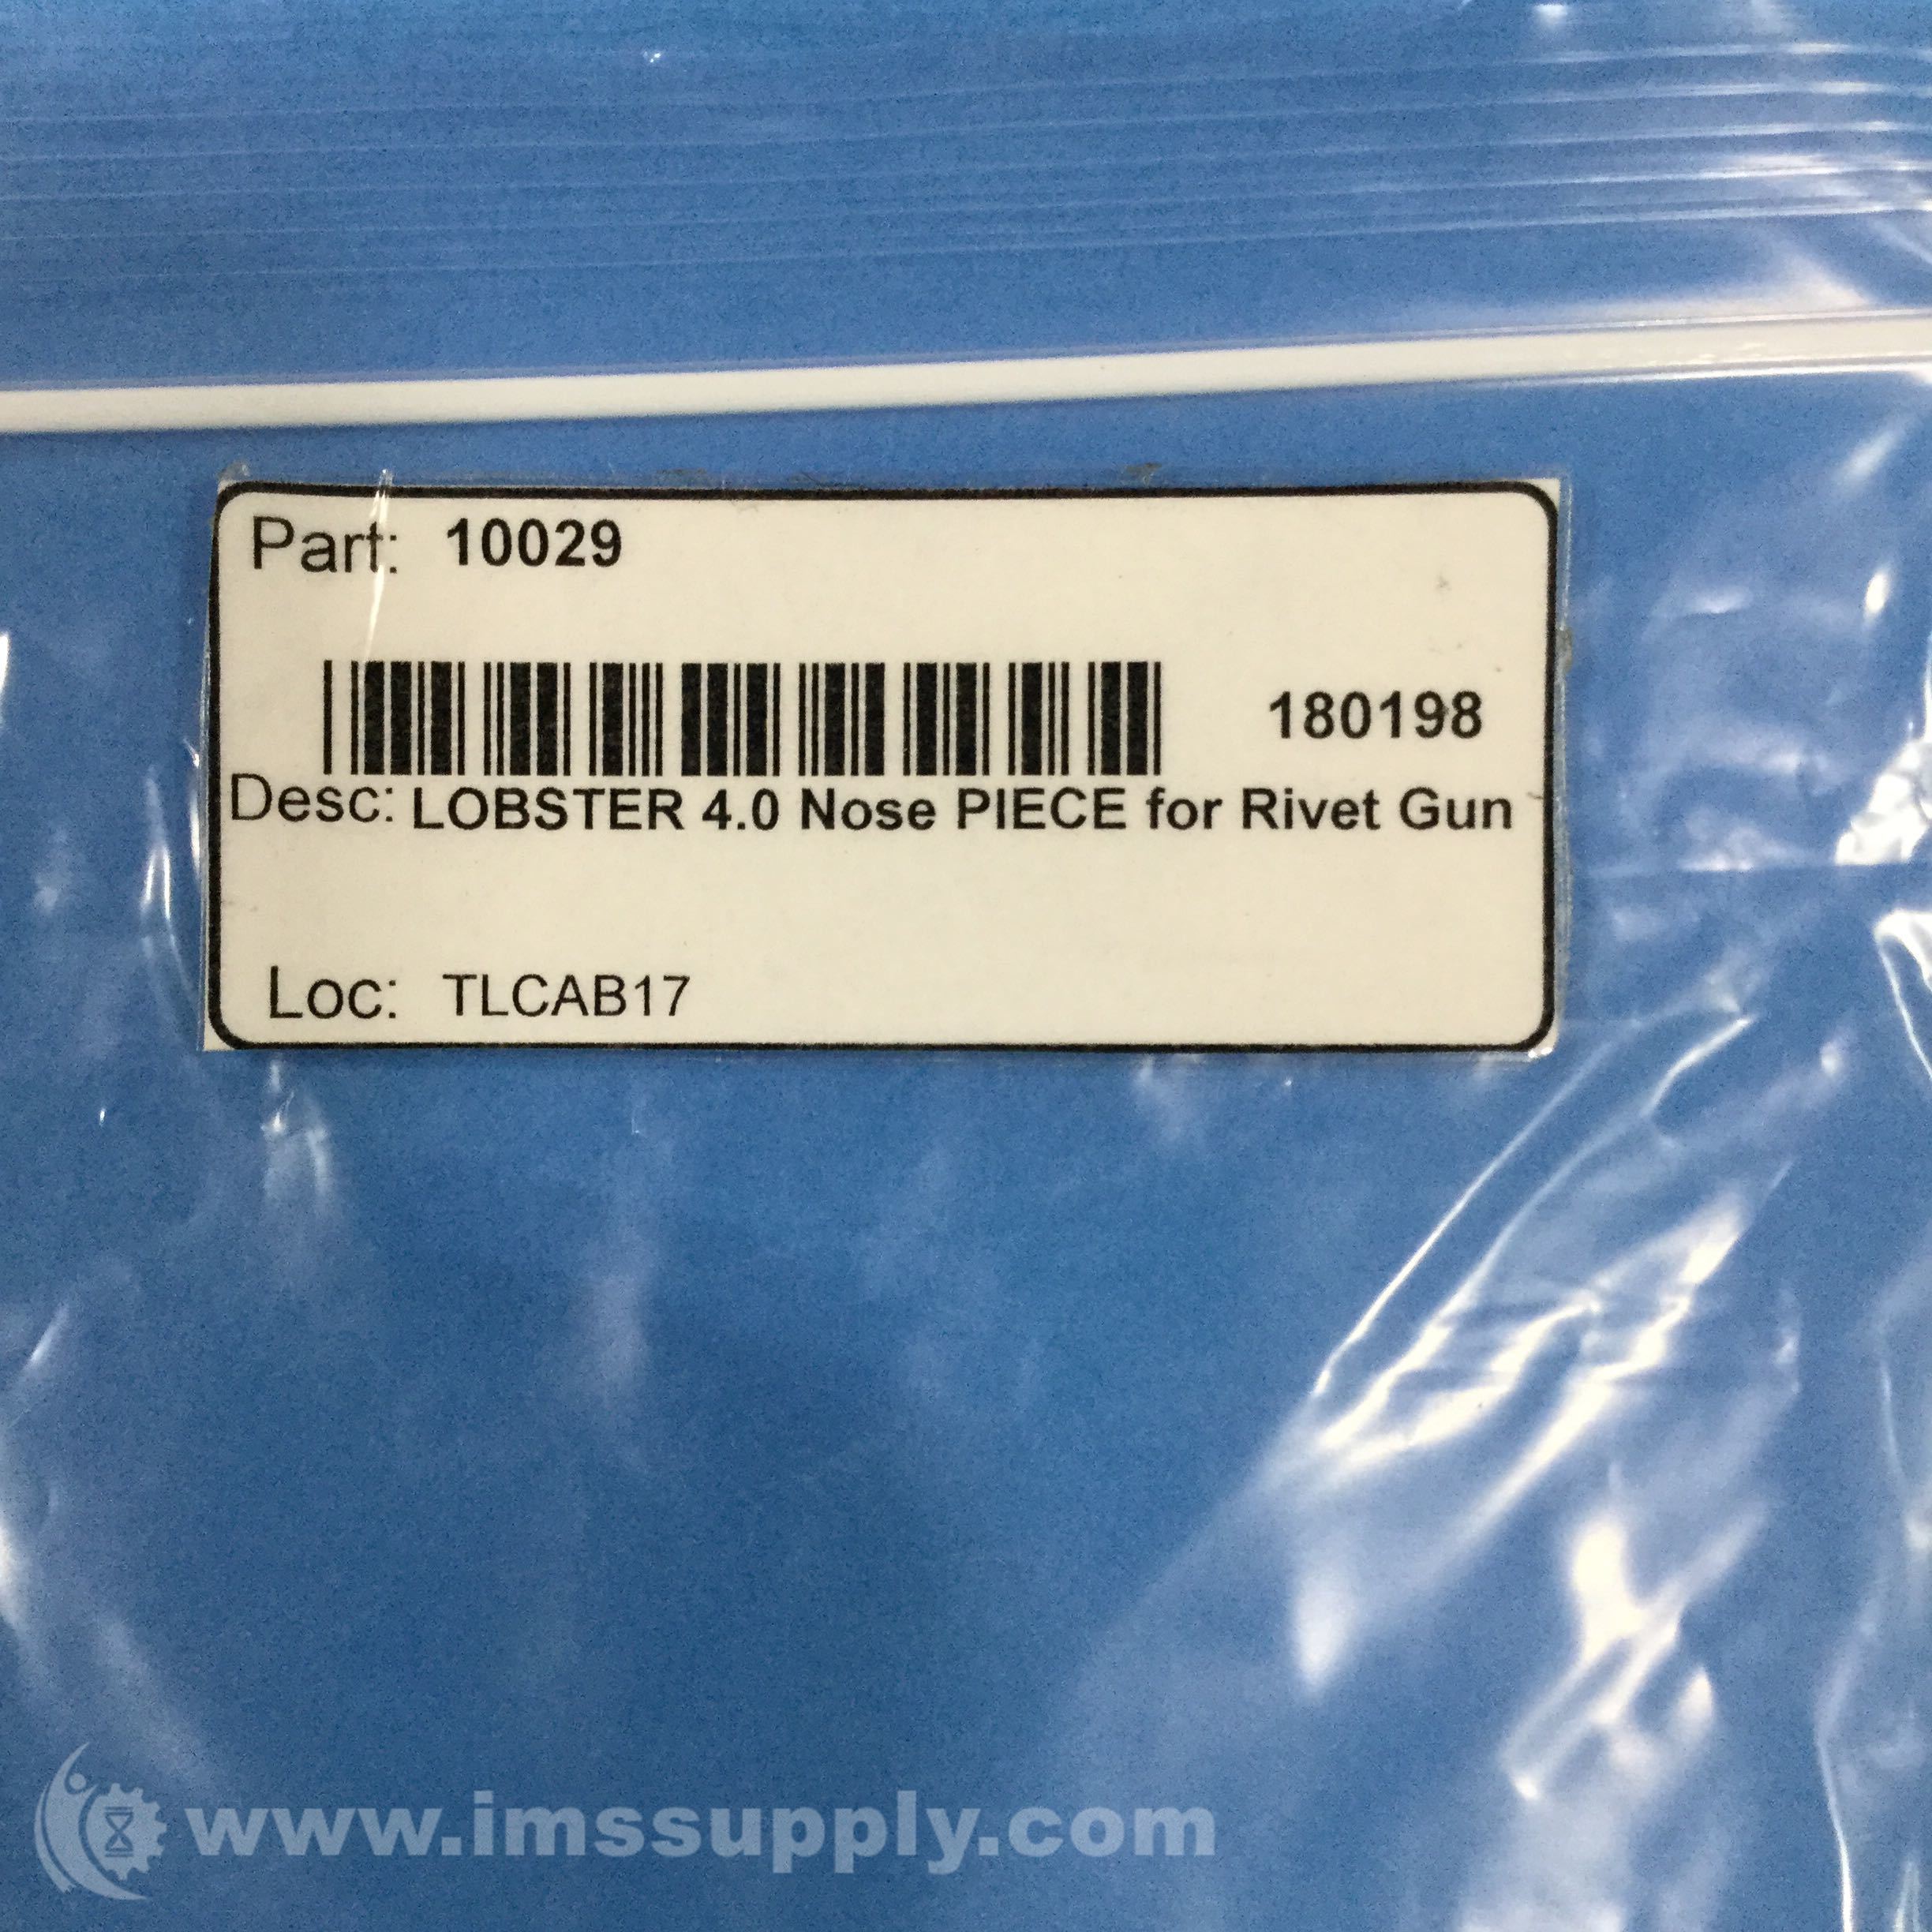 Part: 10029
180198
Desc: LOBSTER 4.0 Nose PIECE for Rivet Gun
Loc: TLCAB17
www.imssupply.com